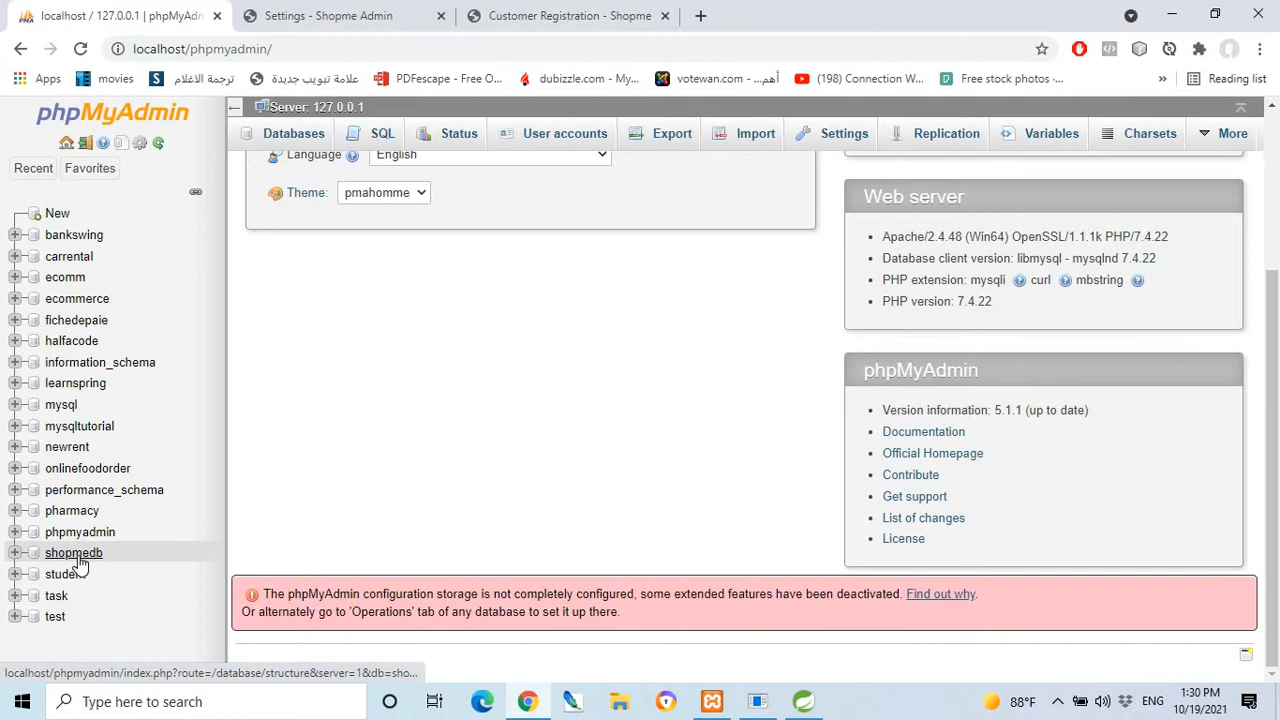 localhost / 127.0.0.1 | phpMyAdn
Settings - Shopme Admin
Customer Registration - Shopme
localhost/phpmyadmin/
Apps
movies
ترجمة الاغلام
علامة تبويب جديدة
PDFescape - Free O...
dubizzle.com - My...
votewan.com - أهم...
(198) Connection W...
Free stock photos -...
»
Reading list
phpMyAdmin
Recent
Favorites
New
bankswing
carrental
ecomm
ecommerce
fichedepaie
halfacode
information_schema
learnspring
mysql
mysqltutorial
newrent
onlinefoodorder
performance_schema
pharmacy
phpmyadmin
shopmedb
student
task
test
Server: 127.0.0.1
Databases
SQL
Status
User accounts
Export
Import
Settings
Replication
Variables
Charsets
More
Language
English
Theme:
pmahomme
Web server
Apache/2.4.48 (Win64) OpenSSL/1.1.1k PHP/7.4.22
Database client version: libmysql - mysqlnd 7.4.22
PHP extension: mysqli curl mbstring
PHP version: 7.4.22
phpMyAdmin
Version information: 5.1.1 (up to date)
Documentation
Official Homepage
Contribute
Get support
List of changes
License
The phpMyAdmin configuration storage is not completely configured, some extended features have been deactivated. Find out why.
Or alternately go to 'Operations' tab of any database to set it up there.
localhost/phpmyadmin/index.php?route=/database/structure&server=1&db=sho...
Type here to search
88°F
ENG
1:30 PM
10/19/2021